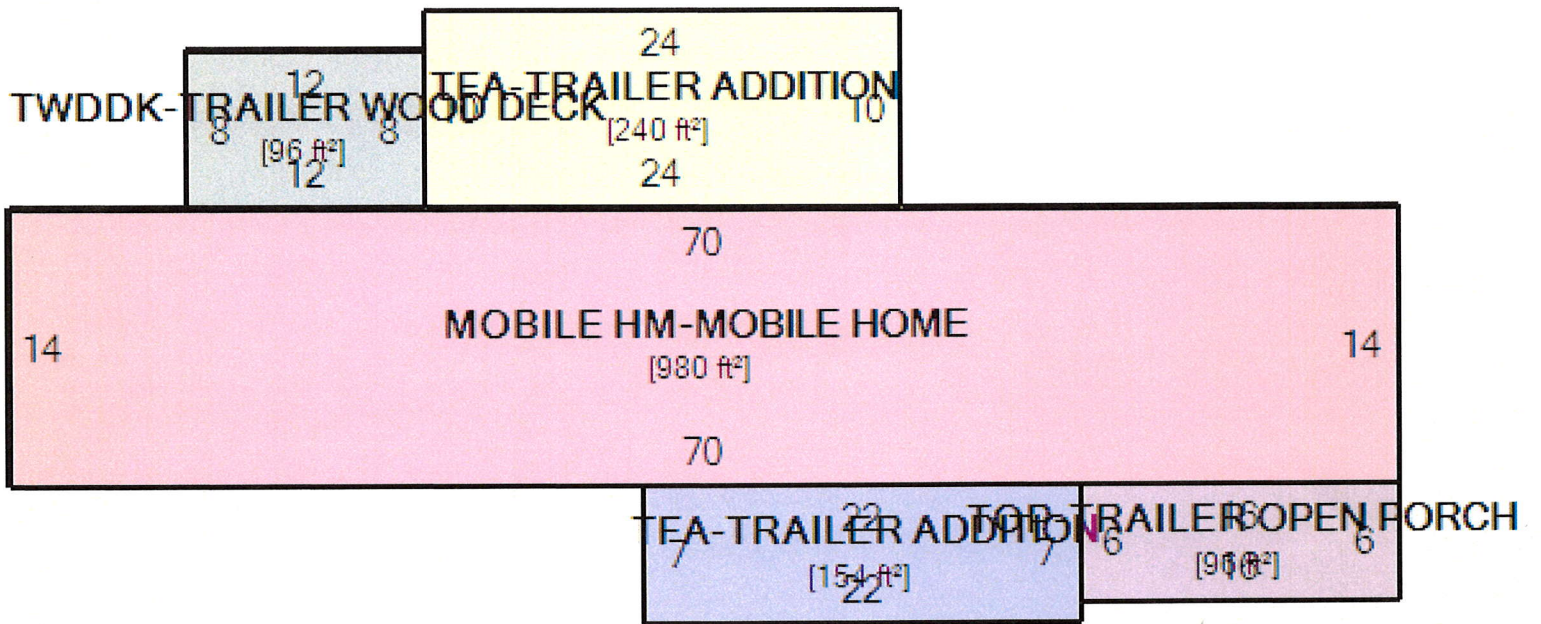 24
TEA-TRAILER ADDITION
10
10
[240 ft²]
24
12
TWDDK-TRAILER WOOD DECK
8
8
[96 ft²]
12
70
MOBILE HM-MOBILE HOME
[980 ft²]
14
14
70
22
TEA-TRAILER ADDITION
7
7
[154 ft²]
22
16
TOP-TRAILER OPEN PORCH
6
6
[96 ft²]
16